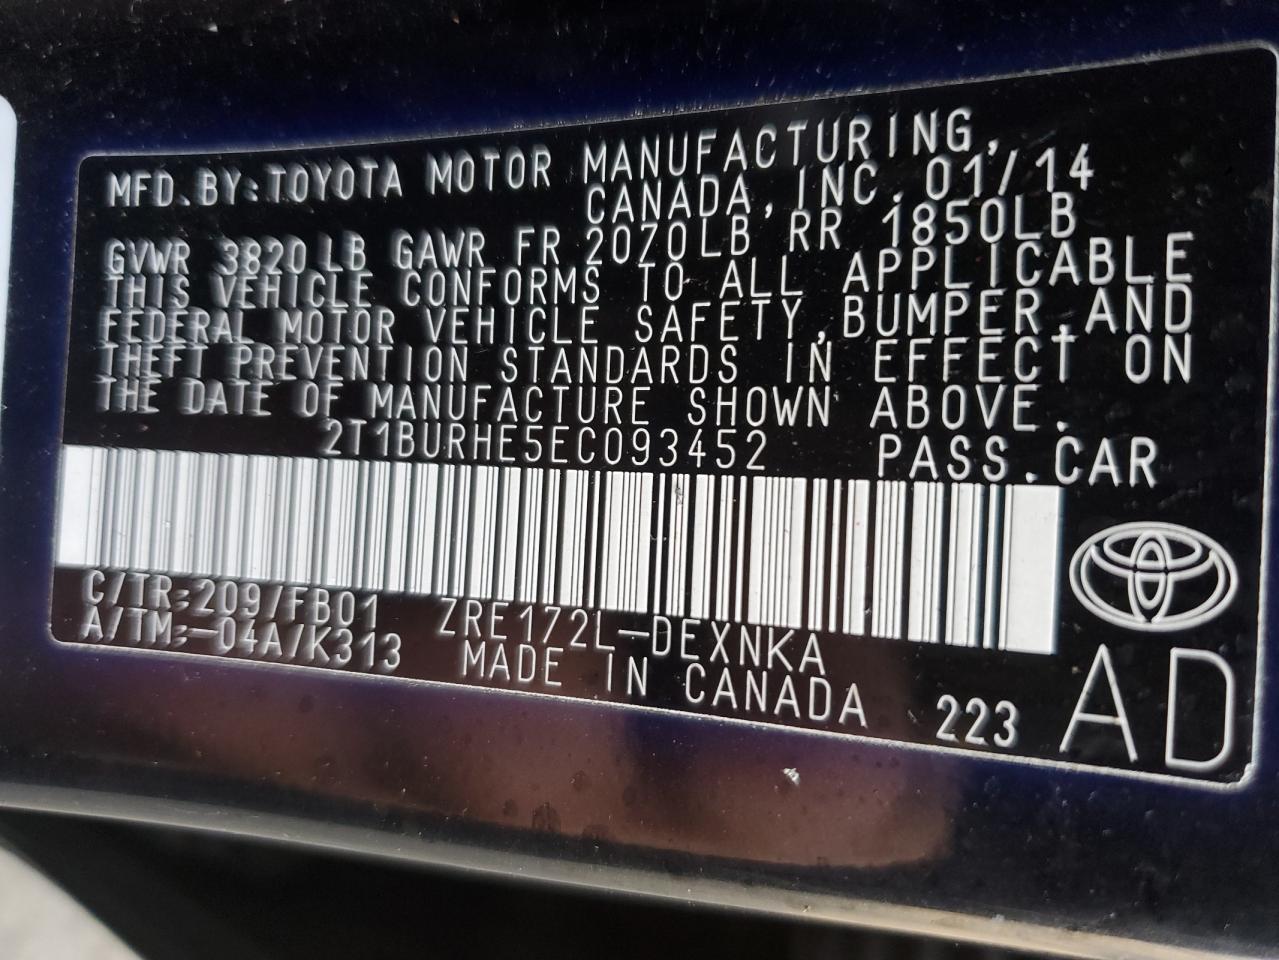 MFD.BY:TOYOTA MOTOR MANUFACTURING,
CANADA,INC.01/14
GVWR 3820LB GAWR FR 2070LB RR 1850LB
THIS VEHICLE CONFORMS TO ALL APPLICABLE
FEDERAL MOTOR VEHICLE SAFETY,BUMPER,AND
THEFT PREVENTION STANDARDS IN EFFECT ON
THE DATE OF MANUFACTURE SHOWN ABOVE.
2T1BURHE5EC093452 PASS.CAR
C/TR:209/FB01 ZRE172L-DEXNKA
A/TM:-04A/K313 MADE IN CANADA 223 AD